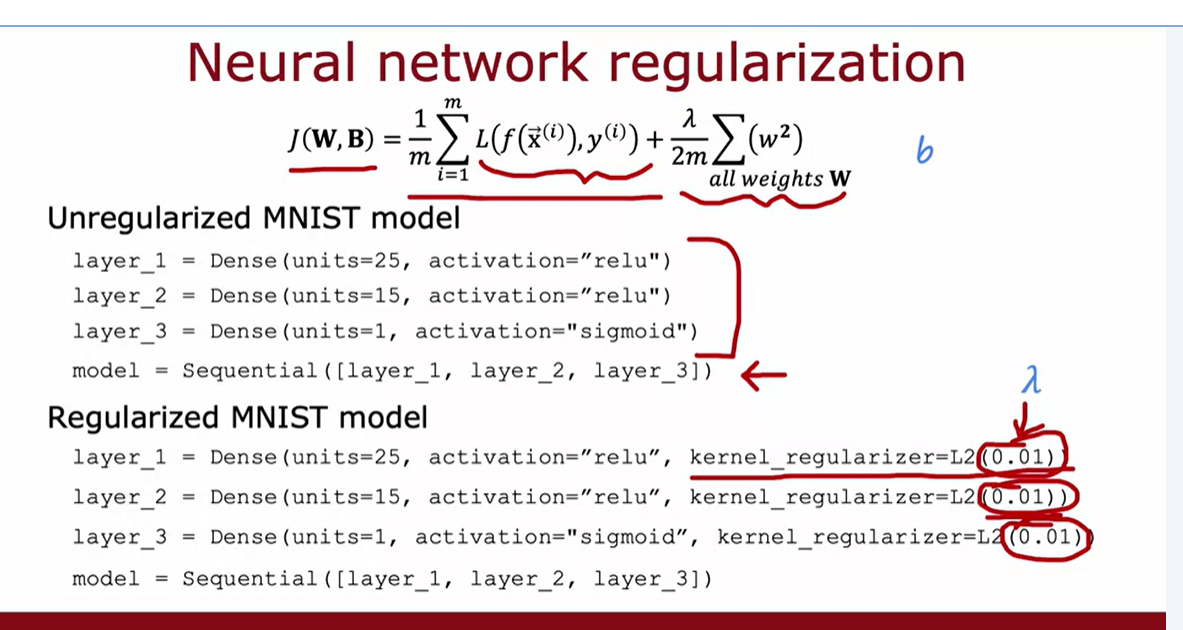 Neural network regularization
J(W, B) = 1/m ∑_{i=1}^{m} L(f(x⃗^(i)), y^(i)) + λ/2m ∑_{all weights W} (w²)
b
Unregularized MNIST model
layer_1 = Dense(units=25, activation=”relu")
layer_2 = Dense(units=15, activation=”relu")
layer_3 = Dense(units=1, activation="sigmoid")
model = Sequential([layer_1, layer_2, layer_3])
λ
Regularized MNIST model
layer_1 = Dense(units=25, activation=”relu”, kernel_regularizer=L2(0.01))
layer_2 = Dense(units=15, activation=”relu”, kernel_regularizer=L2(0.01))
layer_3 = Dense(units=1, activation="sigmoid”, kernel_regularizer=L2(0.01))
model = Sequential([layer_1, layer_2, layer_3])